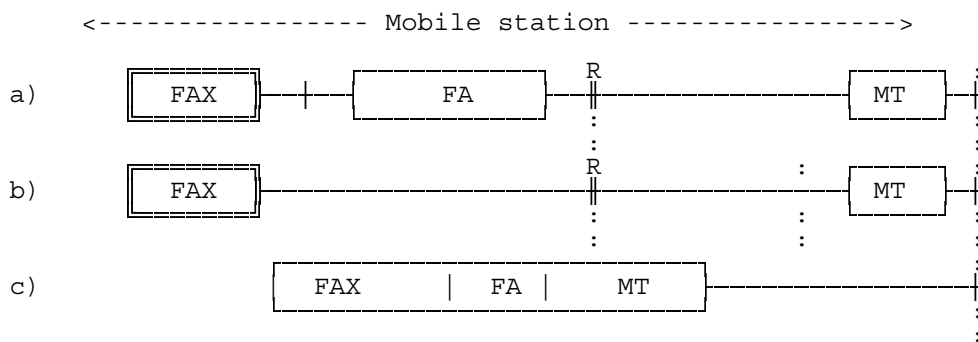 <----------------- Mobile station ----------------->
R
a) FAX FA MT
R
b) FAX MT
c) FAX | FA | MT